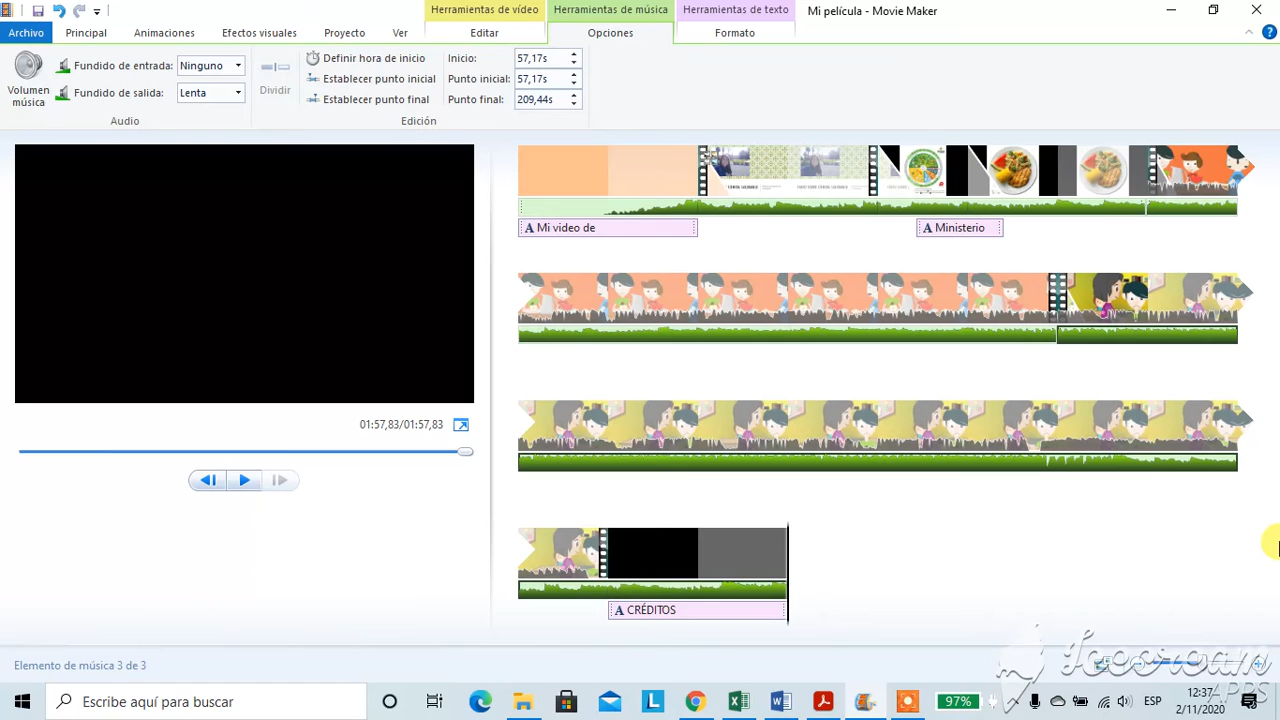 Herramientas de vídeo
Herramientas de música
Herramientas de texto
Mi película - Movie Maker
Archivo
Principal
Animaciones
Efectos visuales
Proyecto
Ver
Editar
Opciones
Formato
Volumen música
Fundido de entrada: Ninguno
Fundido de salida: Lenta
Audio
Dividir
Definir hora de inicio
Establecer punto inicial
Establecer punto final
Inicio: 57,17s
Punto inicial: 57,17s
Punto final: 209,44s
Edición
A Mi video de
A Ministerio
01:57,83/01:57,83
A CRÉDITOS
Elemento de música 3 de 3
APPS
Escribe aquí para buscar
97%
ESP
12:37
2/11/2020